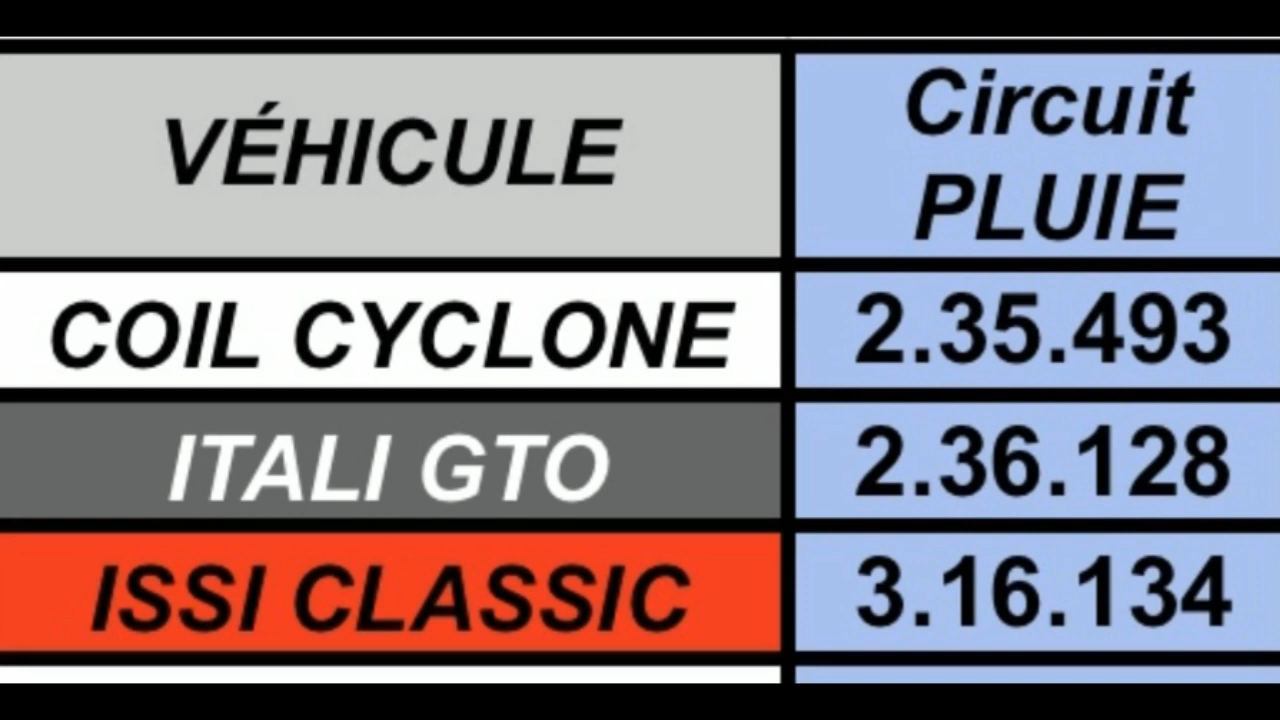 VÉHICULE
Circuit
PLUIE
COIL CYCLONE
2.35.493
ITALI GTO
2.36.128
ISSI CLASSIC
3.16.134